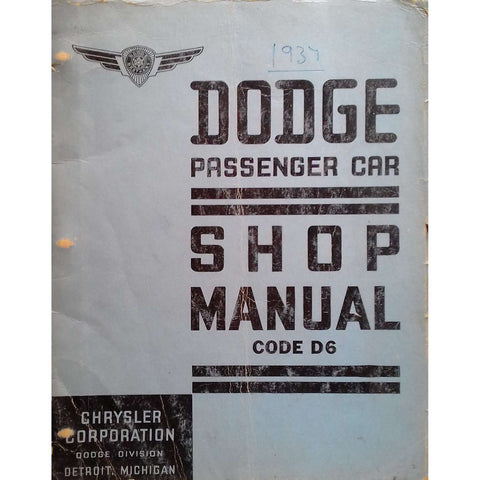 1937
DODGE
PASSENGER CAR
SHOP
MANUAL
CODE D6
CHRYSLER
CORPORATION
DODGE DIVISION
DETROIT, MICHIGAN